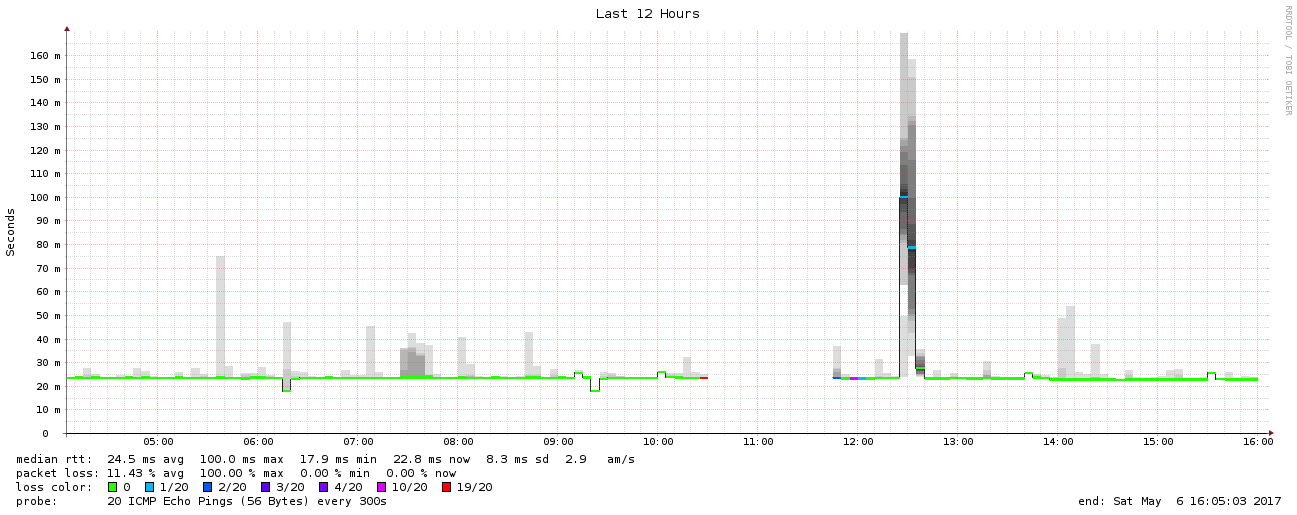 Last 12 Hours
RRDTOOL / TOBI OETIKER
Seconds
160 m
150 m
140 m
130 m
120 m
110 m
100 m
90 m
80 m
70 m
60 m
50 m
40 m
30 m
20 m
10 m
0
05:00 06:00 07:00 08:00 09:00 10:00 11:00 12:00 13:00 14:00 15:00 16:00
median rtt: 24.5 ms avg 100.0 ms max 17.9 ms min 22.8 ms now 8.3 ms sd 2.9 am/s
packet loss: 11.43 % avg 100.00 % max 0.00 % min 0.00 % now
loss color: 0 1/20 2/20 3/20 4/20 10/20 19/20
probe: 20 ICMP Echo Pings (56 Bytes) every 300s end: Sat May 6 16:05:03 2017